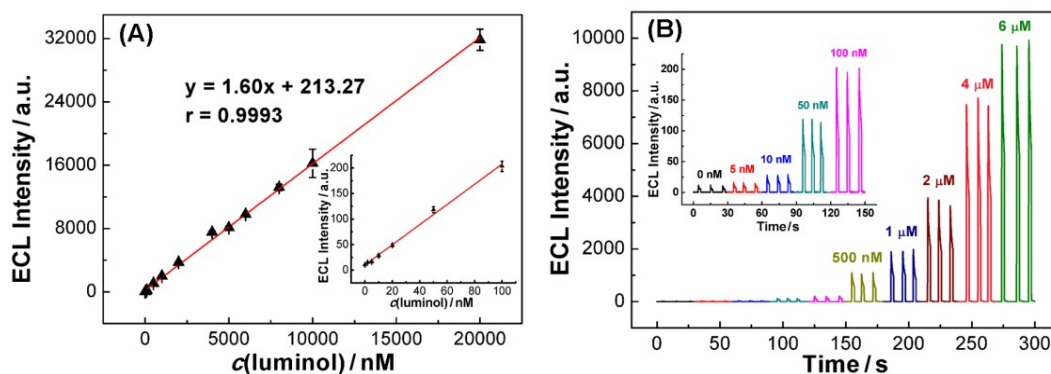 (A)
ECL Intensity / a.u.
32000
24000
16000
8000
0
y = 1.60x + 213.27
r = 0.9993
0 5000 10000 15000 20000
c(luminol) / nM
ECL Intensity / a.u.
200
150
100
50
0
0 20 40 60 80 100
c(luminol) / nM
(B)
ECL Intensity / a.u.
10000
8000
6000
4000
2000
0
500 nM
1 μM
2 μM
4 μM
6 μM
0 50 100 150 200 250 300
Time / s
ECL Intensity / a.u.
200
150
100
50
0
0 nM
5 nM
10 nM
50 nM
100 nM
0 30 60 90 120 150
Time / s